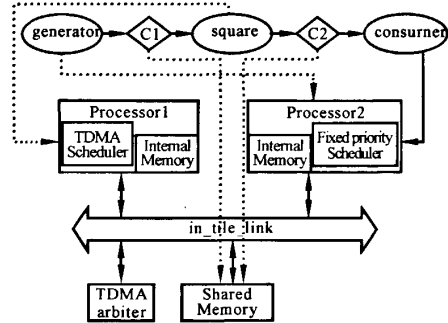 generator C1 square C2 consurner
Processor1 Processor2
TDMA
Scheduler
Internal
Memory
Internal
Memory
Fixed priority
Scheduler
in_tile_link
TDMA
arbiter
Shared
Memory